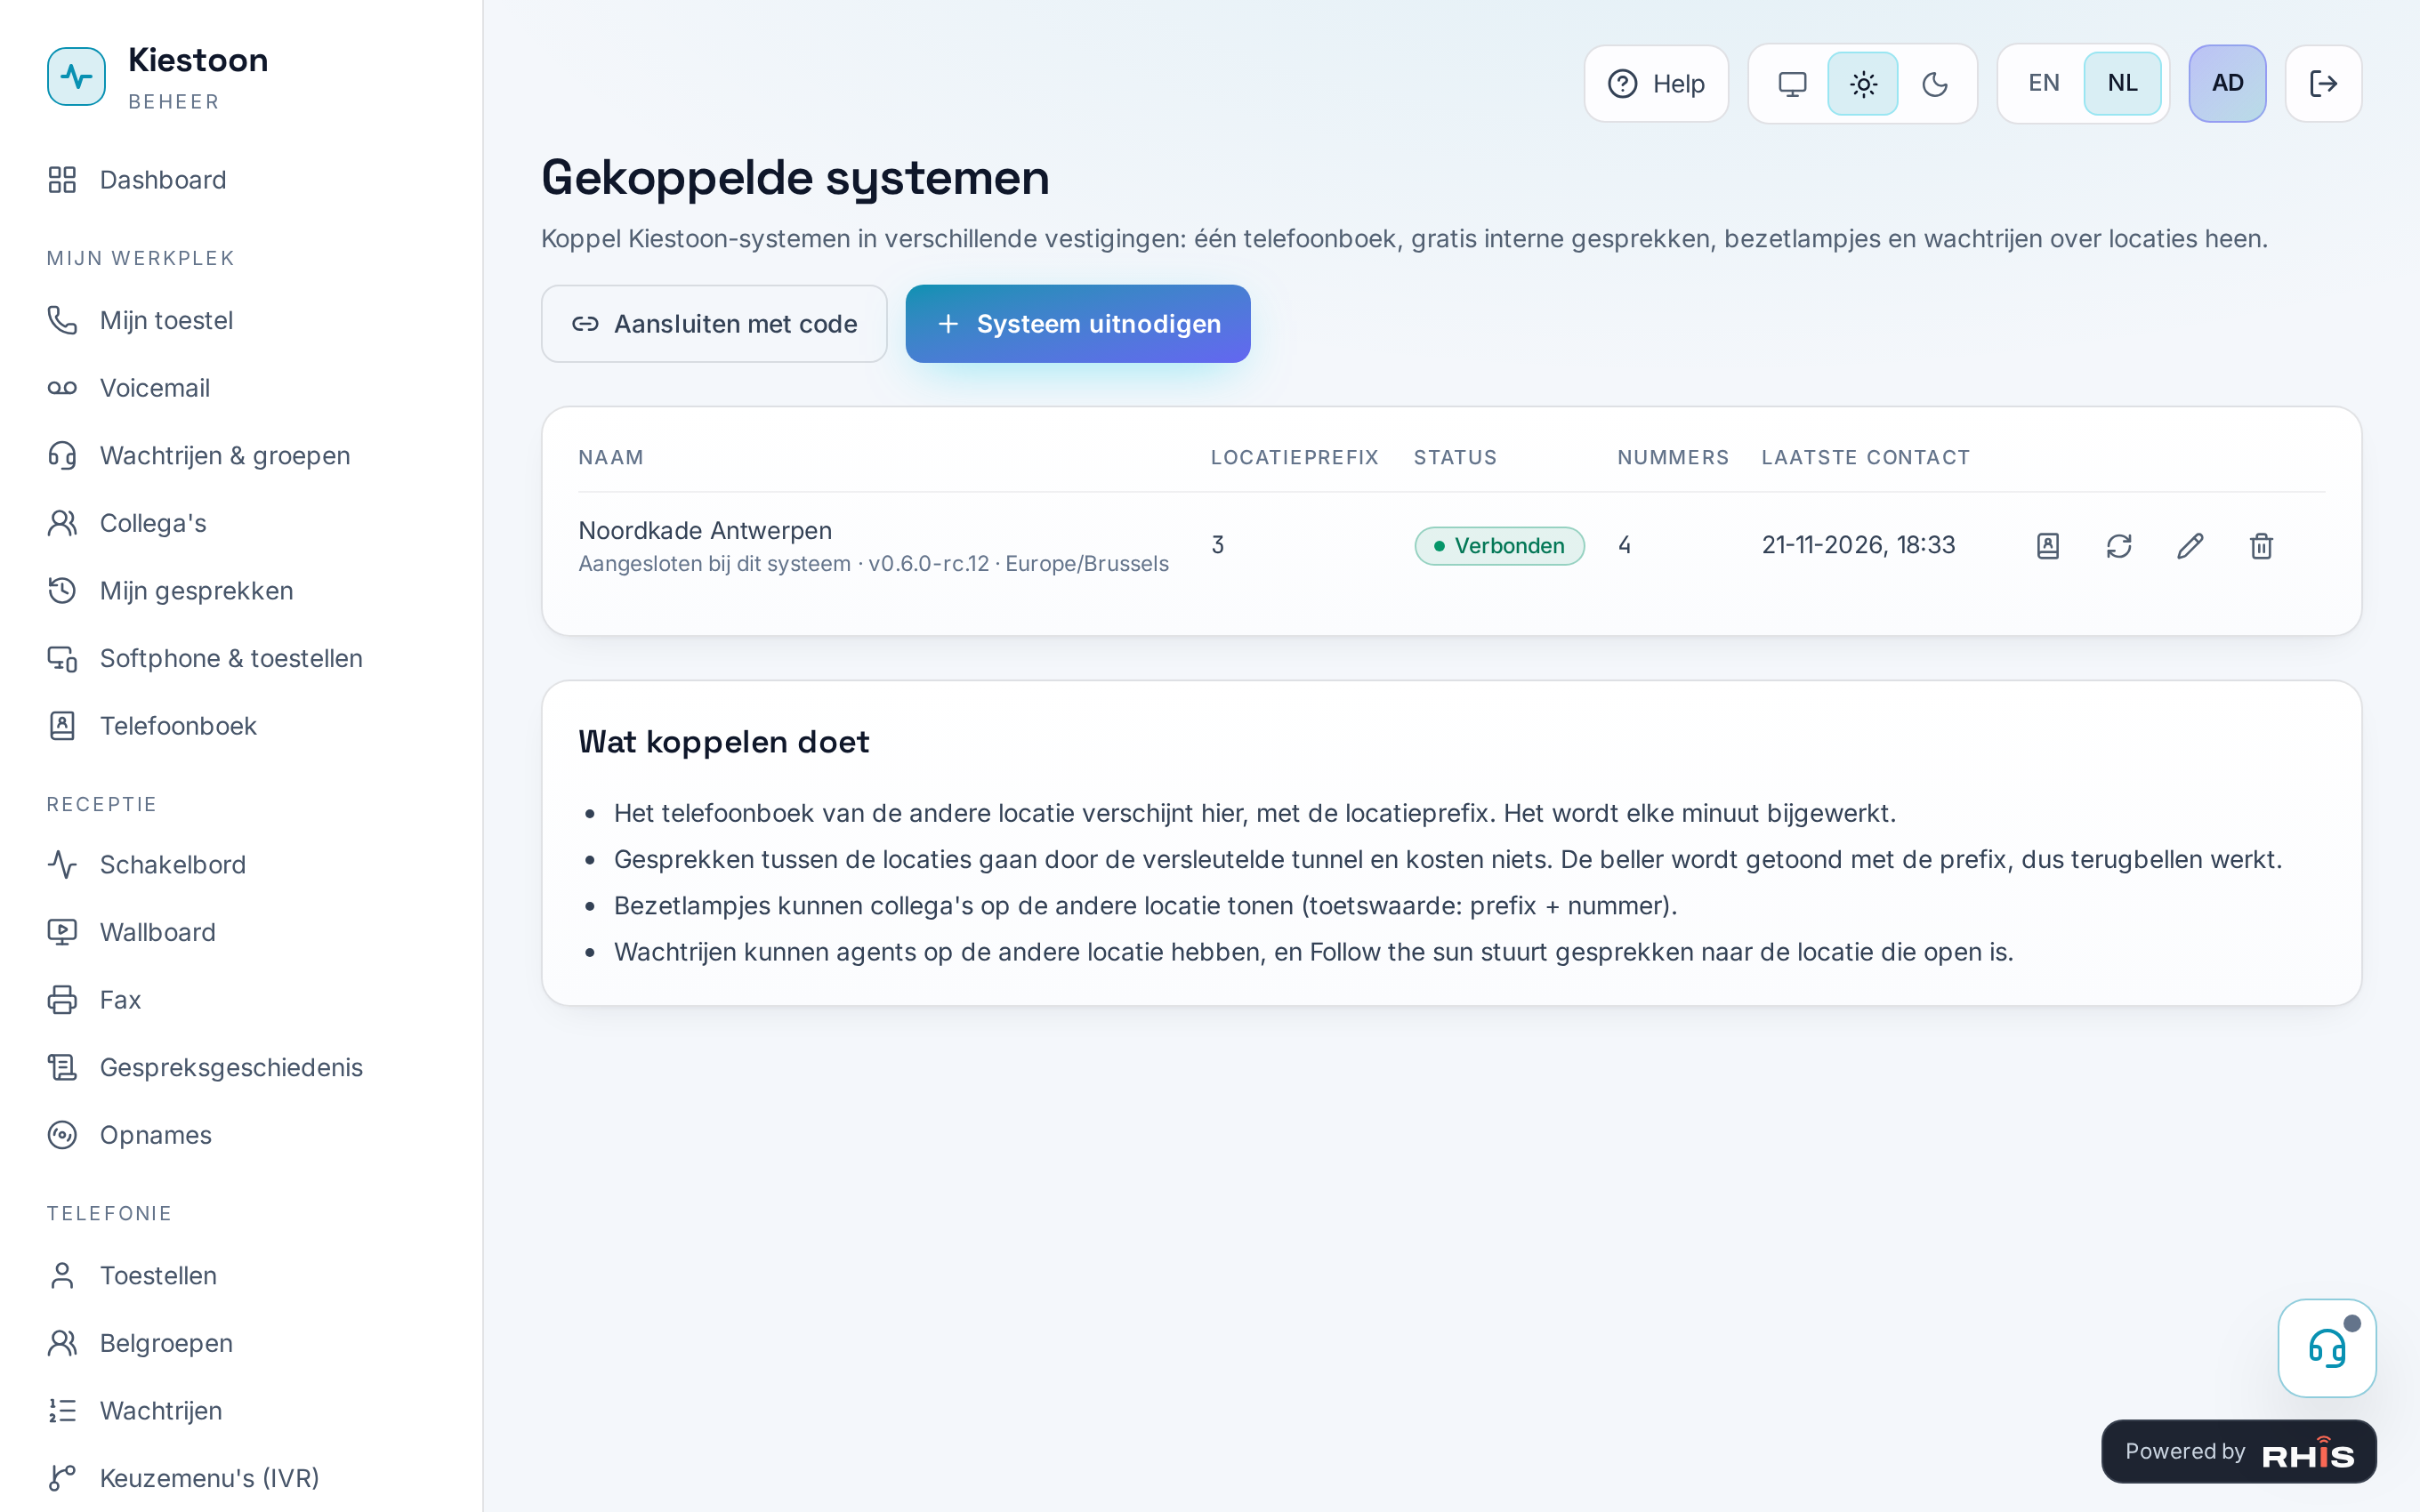 Kiestoon
BEHEER
Dashboard
MIJN WERKPLEK
Mijn toestel
Voicemail
Wachtrijen & groepen
Collega's
Mijn gesprekken
Softphone & toestellen
Telefoonboek
RECEPTIE
Schakelbord
Wallboard
Fax
Gespreksgeschiedenis
Opnames
TELEFONIE
Toestellen
Belgroepen
Wachtrijen
Keuzemenu's (IVR)
Help
EN NL
AD
Gekoppelde systemen
Koppel Kiestoon-systemen in verschillende vestigingen: één telefoonboek, gratis interne gesprekken, bezetlampjes en wachtrijen over locaties heen.
Aansluiten met code
Systeem uitnodigen
NAAM LOCATIEPREFIX STATUS NUMMERS LAATSTE CONTACT
Noordkade Antwerpen 3 Verbonden 4 21-11-2026, 18:33
Aangesloten bij dit systeem · v0.6.0-rc.12 · Europe/Brussels
Wat koppelen doet
Het telefoonboek van de andere locatie verschijnt hier, met de locatieprefix. Het wordt elke minuut bijgewerkt.
Gesprekken tussen de locaties gaan door de versleutelde tunnel en kosten niets. De beller wordt getoond met de prefix, dus terugbellen werkt.
Bezetlampjes kunnen collega's op de andere locatie tonen (toetswaarde: prefix + nummer).
Wachtrijen kunnen agents op de andere locatie hebben, en Follow the sun stuurt gesprekken naar de locatie die open is.
Powered by RHIS